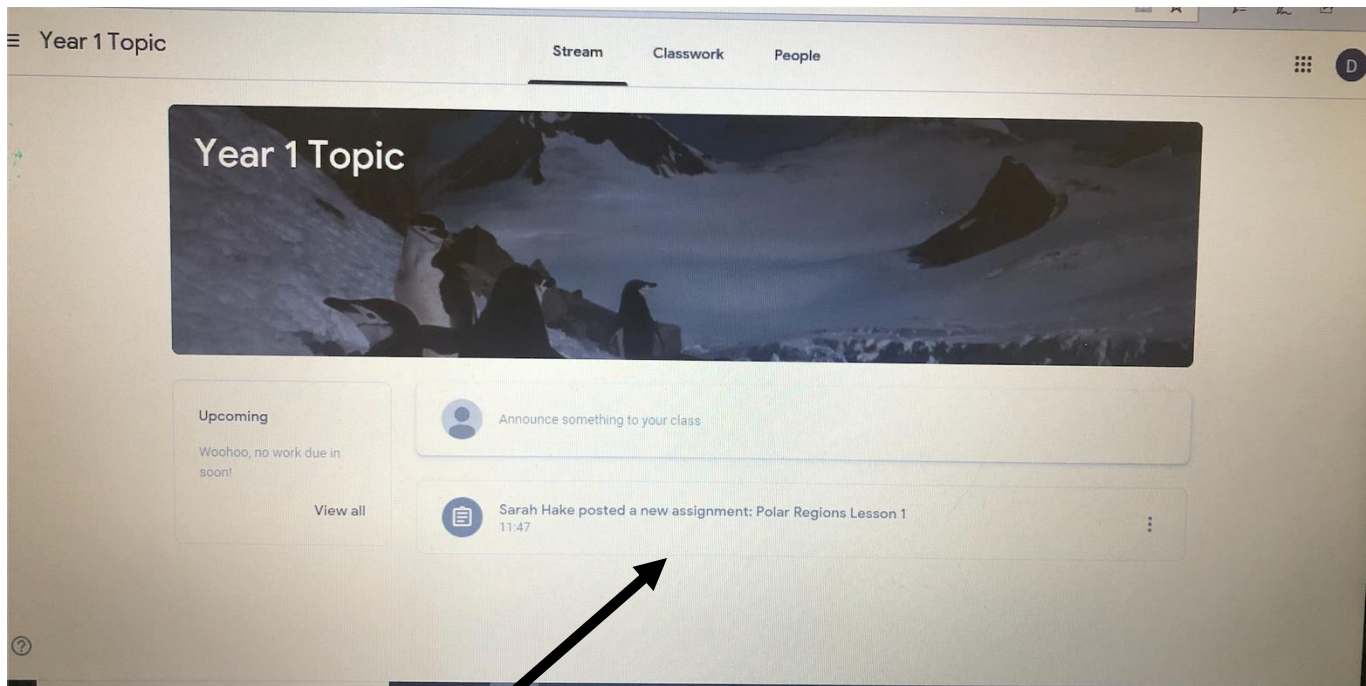 Year 1 Topic
Stream
Classwork
People
D
Year 1 Topic
Upcoming
Woohoo, no work due in
soon!
View all
Announce something to your class
Sarah Hake posted a new assignment: Polar Regions Lesson 1
11:47
?